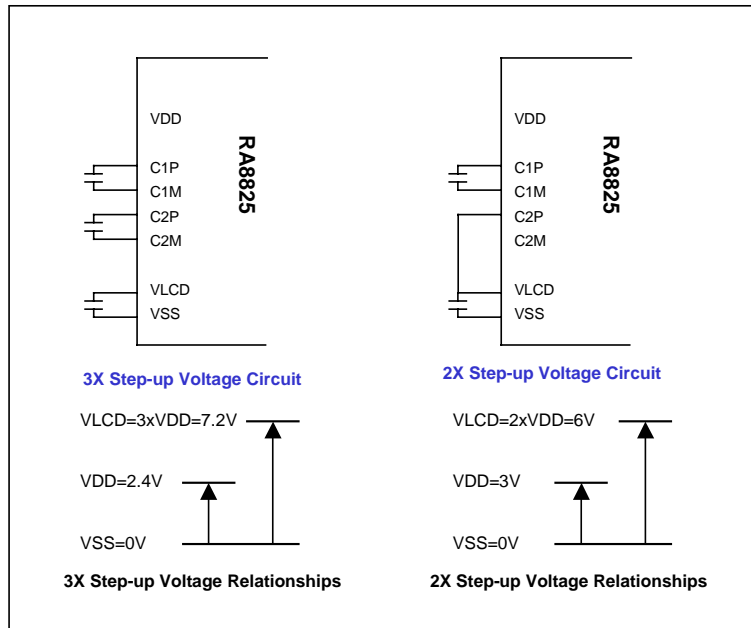 VDD
C1P
C1M
C2P
C2M
VLCD
VSS
RA8825
3X Step-up Voltage Circuit
VLCD=3xVDD=7.2V
VDD=2.4V
VSS=0V
3X Step-up Voltage Relationships
VDD
C1P
C1M
C2P
C2M
VLCD
VSS
RA8825
2X Step-up Voltage Circuit
VLCD=2xVDD=6V
VDD=3V
VSS=0V
2X Step-up Voltage Relationships